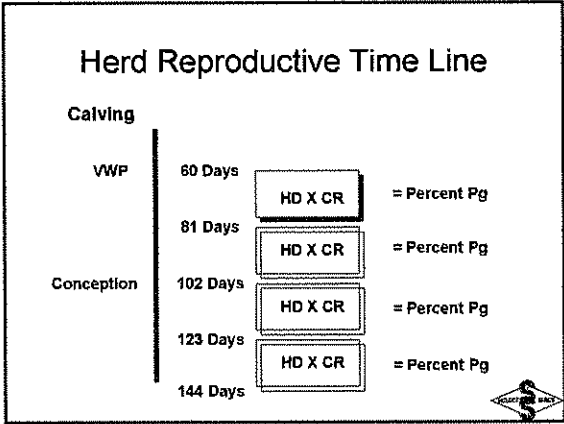 Herd Reproductive Time Line
Calving
VWP
60 Days
HD X CR = Percent Pg
81 Days
HD X CR = Percent Pg
Conception
102 Days
HD X CR = Percent Pg
123 Days
HD X CR = Percent Pg
144 Days